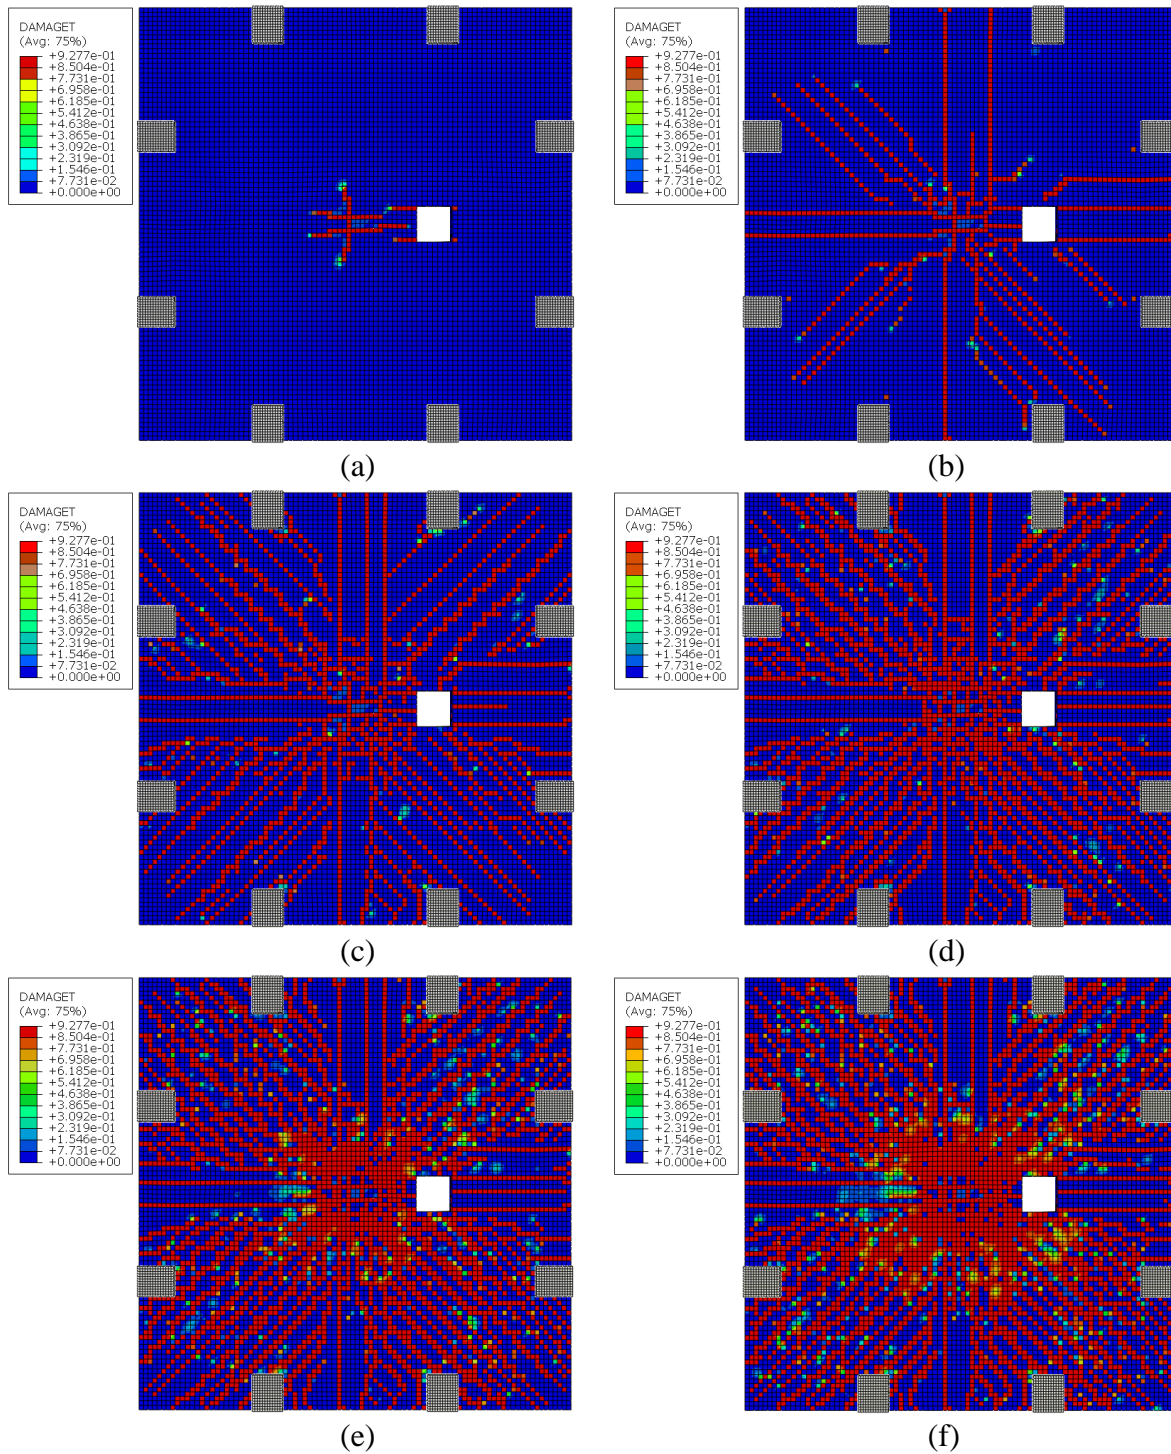 DAMAGET
(Avg: 75%)
+9.277e-01
+8.504e-01
+7.731e-01
+6.958e-01
+6.185e-01
+5.412e-01
+4.638e-01
+3.865e-01
+3.092e-01
+2.319e-01
+1.546e-01
+7.731e-02
+0.000e+00
(a)
DAMAGET
(Avg: 75%)
+9.277e-01
+8.504e-01
+7.731e-01
+6.958e-01
+6.185e-01
+5.412e-01
+4.638e-01
+3.865e-01
+3.092e-01
+2.319e-01
+1.546e-01
+7.731e-02
+0.000e+00
(b)
DAMAGET
(Avg: 75%)
+9.277e-01
+8.504e-01
+7.731e-01
+6.958e-01
+6.185e-01
+5.412e-01
+4.638e-01
+3.865e-01
+3.092e-01
+2.319e-01
+1.546e-01
+7.731e-02
+0.000e+00
(c)
DAMAGET
(Avg: 75%)
+9.277e-01
+8.504e-01
+7.731e-01
+6.958e-01
+6.185e-01
+5.412e-01
+4.638e-01
+3.865e-01
+3.092e-01
+2.319e-01
+1.546e-01
+7.731e-02
+0.000e+00
(d)
DAMAGET
(Avg: 75%)
+9.277e-01
+8.504e-01
+7.731e-01
+6.958e-01
+6.185e-01
+5.412e-01
+4.638e-01
+3.865e-01
+3.092e-01
+2.319e-01
+1.546e-01
+7.731e-02
+0.000e+00
(e)
DAMAGET
(Avg: 75%)
+9.277e-01
+8.504e-01
+7.731e-01
+6.958e-01
+6.185e-01
+5.412e-01
+4.638e-01
+3.865e-01
+3.092e-01
+2.319e-01
+1.546e-01
+7.731e-02
+0.000e+00
(f)